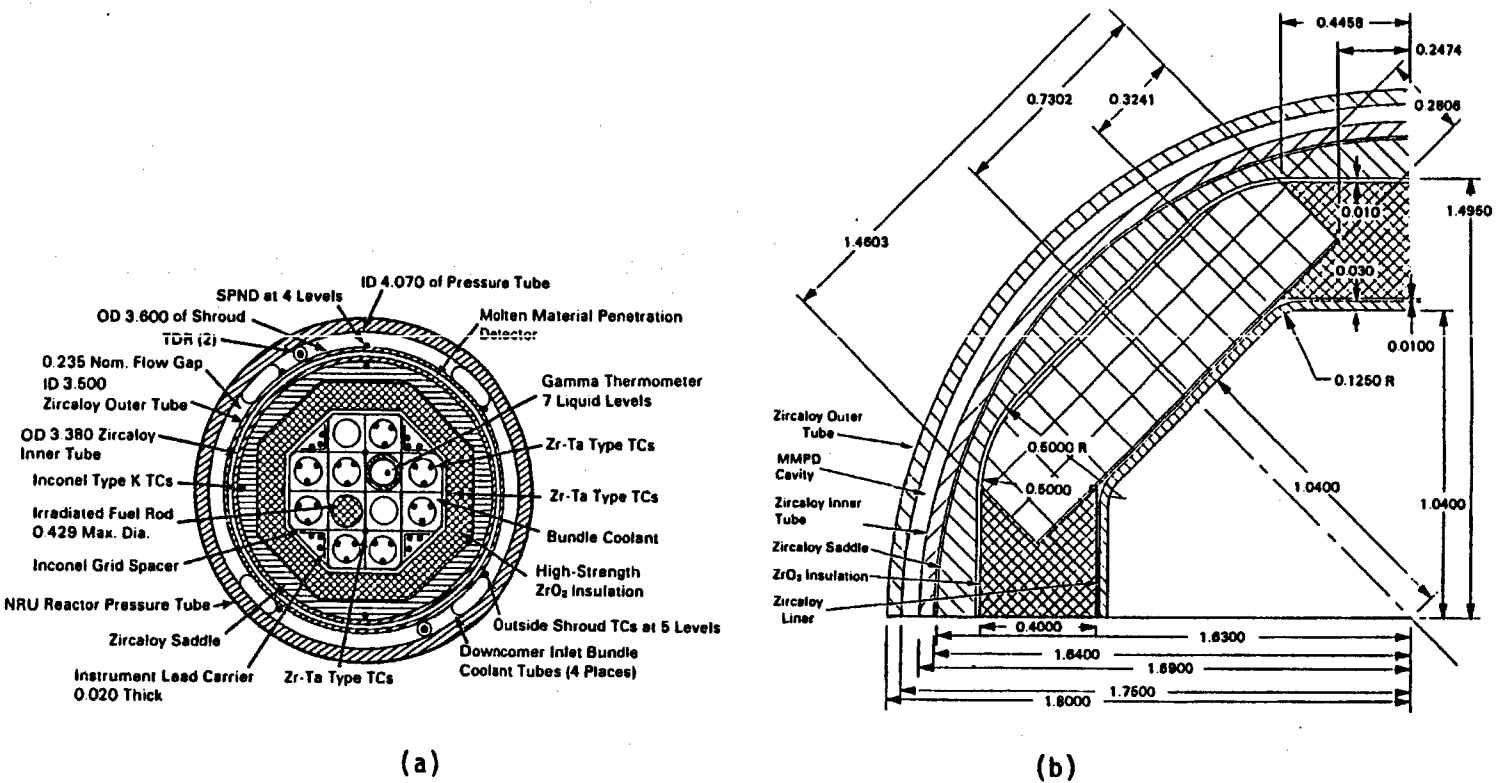 ID 4.070 of Pressure Tube
SPND at 4 Levels
OD 3.600 of Shroud
TDR (2)
0.235 Nom. Flow Gap
ID 3.500
Zircaloy Outer Tube
OD 3.380 Zircaloy
Inner Tube
Inconel Type K TCs
Irradiated Fuel Rod
0.429 Max. Dia.
Inconel Grid Spacer
NRU Reactor Pressure Tube
Zircaloy Saddle
Instrument Lead Carrier
0.020 Thick
Zr-Ta Type TCs
Molten Material Penetration
Detector
Gamma Thermometer
7 Liquid Levels
Zr-Ta Type TCs
Zr-Ta Type TCs
Bundle Coolant
High-Strength
ZrO₂ Insulation
Outside Shroud TCs at 5 Levels
Downcomer Inlet Bundle
Coolant Tubes (4 Places)
(a)
0.4458
0.2474
0.7302
0.3241
0.2806
1.4603
0.010
1.4950
0.030
0.0100
0.1250 R
Zircaloy Outer
Tube
MMPD
Cavity
Zircaloy Inner
Tube
Zircaloy Saddle
ZrO₂ Insulation
Zircaloy
Liner
0.5000 R
0.5000
1.0400
1.0400
0.4000
1.6300
1.6400
1.6900
1.7500
1.8000
(b)